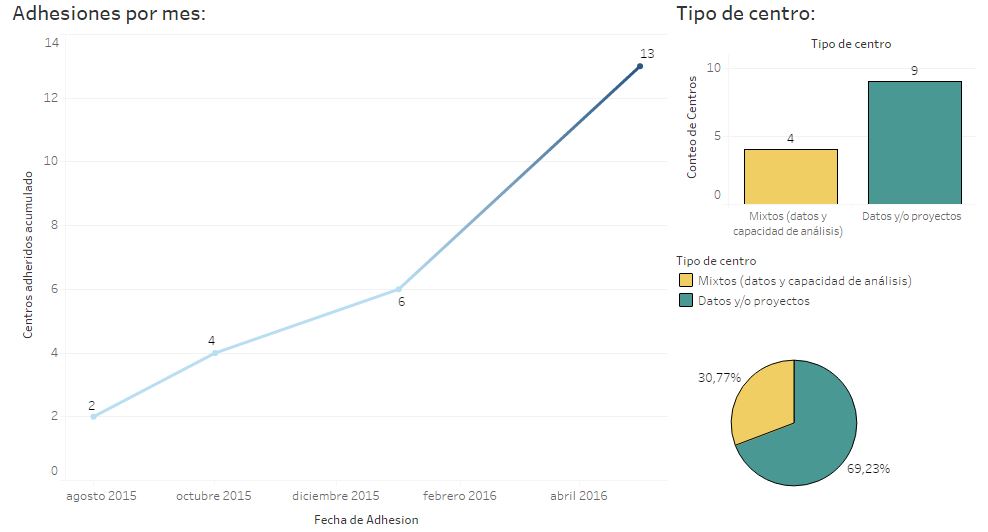 Adhesiones por mes:
14
12
10
8
6
4
2
0
Centros adheridos acumulado
2
4
6
13
agosto 2015
octubre 2015
diciembre 2015
febrero 2016
abril 2016
Fecha de Adhesion
Tipo de centro:
Tipo de centro
10
5
0
Conteo de Centros
4
9
Mixtos (datos y
capacidad de análisis)
Datos y/o proyectos
Tipo de centro
Mixtos (datos y capacidad de análisis)
Datos y/o proyectos
30,77%
69,23%